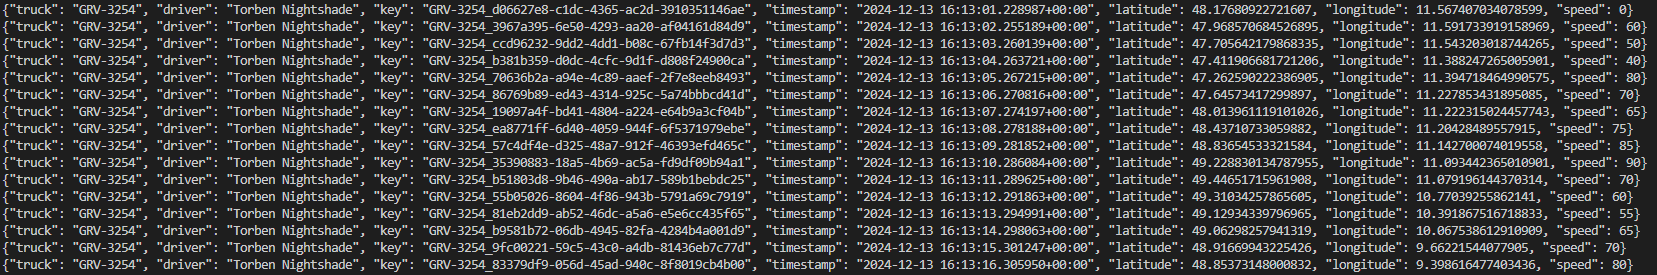 {"truck": "GRV-3254", "driver": "Torben Nightshade", "key": "GRV-3254_d06627e8-c1dc-4365-ac2d-3910351146ae", "timestamp": "2024-12-13 16:13:01.228987+00:00", "latitude": 48.17680922721607, "longitude": 11.567407034078599, "speed": 0}
{"truck": "GRV-3254", "driver": "Torben Nightshade", "key": "GRV-3254_3967a395-6e50-4293-aa20-af04161d84d9", "timestamp": "2024-12-13 16:13:02.255189+00:00", "latitude": 47.968570684526895, "longitude": 11.591733919158969, "speed": 60}
{"truck": "GRV-3254", "driver": "Torben Nightshade", "key": "GRV-3254_ccd96232-9dd2-4dd1-b08c-67fb14f3d7d3", "timestamp": "2024-12-13 16:13:03.260139+00:00", "latitude": 47.705642179868335, "longitude": 11.543203018744265, "speed": 50}
{"truck": "GRV-3254", "driver": "Torben Nightshade", "key": "GRV-3254_b381b359-d0dc-4cfc-9d1f-d808f24900ca", "timestamp": "2024-12-13 16:13:04.263721+00:00", "latitude": 47.411906681721206, "longitude": 11.388247265005901, "speed": 40}
{"truck": "GRV-3254", "driver": "Torben Nightshade", "key": "GRV-3254_70636b2a-a94e-4c89-aaef-2f7e8eeb8493", "timestamp": "2024-12-13 16:13:05.267215+00:00", "latitude": 47.262590222386905, "longitude": 11.394718464990575, "speed": 80}
{"truck": "GRV-3254", "driver": "Torben Nightshade", "key": "GRV-3254_86769b89-ed43-4314-925c-5a74bbbcd41d", "timestamp": "2024-12-13 16:13:06.270816+00:00", "latitude": 47.64573417299897, "longitude": 11.227853431895085, "speed": 70}
{"truck": "GRV-3254", "driver": "Torben Nightshade", "key": "GRV-3254_19097a4f-bd41-4804-a224-e64b9a3cf04b", "timestamp": "2024-12-13 16:13:07.274197+00:00", "latitude": 48.013961119101026, "longitude": 11.222315024457743, "speed": 65}
{"truck": "GRV-3254", "driver": "Torben Nightshade", "key": "GRV-3254_ea8771ff-6d40-4059-944f-6f5371979ebe", "timestamp": "2024-12-13 16:13:08.278188+00:00", "latitude": 48.43710733059882, "longitude": 11.20428489557915, "speed": 75}
{"truck": "GRV-3254", "driver": "Torben Nightshade", "key": "GRV-3254_57c4df4e-d325-48a7-912f-46393efd465c", "timestamp": "2024-12-13 16:13:09.281852+00:00", "latitude": 48.83654533321584, "longitude": 11.142700074019558, "speed": 85}
{"truck": "GRV-3254", "driver": "Torben Nightshade", "key": "GRV-3254_35390883-18a5-4b69-ac5a-fd9df09b94a1", "timestamp": "2024-12-13 16:13:10.286084+00:00", "latitude": 49.228830134787955, "longitude": 11.093442365010901, "speed": 90}
{"truck": "GRV-3254", "driver": "Torben Nightshade", "key": "GRV-3254_b51803d8-9b46-490a-ab17-589b1bebdc25", "timestamp": "2024-12-13 16:13:11.289625+00:00", "latitude": 49.44651715961908, "longitude": 11.079196144370314, "speed": 70}
{"truck": "GRV-3254", "driver": "Torben Nightshade", "key": "GRV-3254_55b05026-8604-4f86-943b-5791a69c7919", "timestamp": "2024-12-13 16:13:12.291863+00:00", "latitude": 49.31034257865605, "longitude": 10.77039255862141, "speed": 60}
{"truck": "GRV-3254", "driver": "Torben Nightshade", "key": "GRV-3254_81eb2dd9-ab52-46dc-a5a6-e5e6cc435f65", "timestamp": "2024-12-13 16:13:13.294991+00:00", "latitude": 49.12934339796965, "longitude": 10.391867516718833, "speed": 55}
{"truck": "GRV-3254", "driver": "Torben Nightshade", "key": "GRV-3254_b9581b72-06db-4945-82fa-4284b4a001d9", "timestamp": "2024-12-13 16:13:14.298063+00:00", "latitude": 49.06298257941319, "longitude": 10.067538612910909, "speed": 65}
{"truck": "GRV-3254", "driver": "Torben Nightshade", "key": "GRV-3254_9fc00221-59c5-43c0-a4db-81436eb7c77d", "timestamp": "2024-12-13 16:13:15.301247+00:00", "latitude": 48.91669943225426, "longitude": 9.66221544077905, "speed": 70}
{"truck": "GRV-3254", "driver": "Torben Nightshade", "key": "GRV-3254_83379df9-056d-45ad-940c-8f8019cb4b00", "timestamp": "2024-12-13 16:13:16.305950+00:00", "latitude": 48.85373148000832, "longitude": 9.398616477403436, "speed": 80}